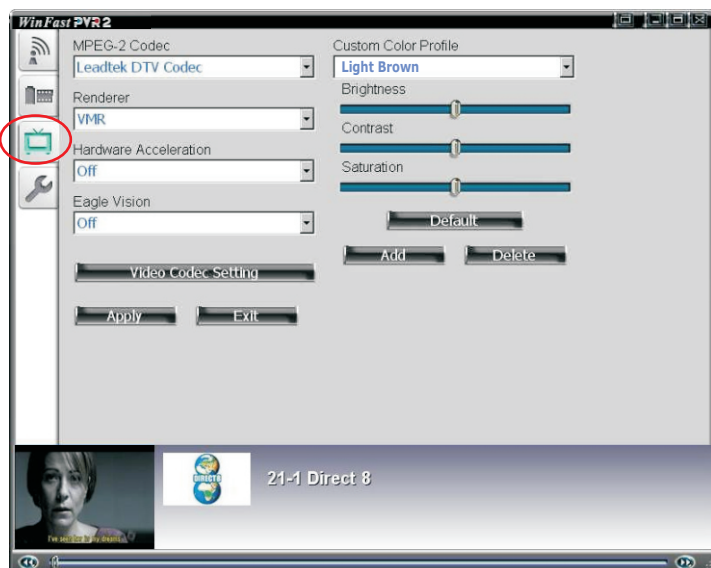 WinFast PVR2
MPEG-2 Codec
Leadtek DTV Codec
Renderer
VMR
Hardware Acceleration
Off
Eagle Vision
Off
Video Codec Setting
Apply Exit
Custom Color Profile
Light Brown
Brightness
Contrast
Saturation
Default
Add Delete
DIRECT8
21-1 Direct 8